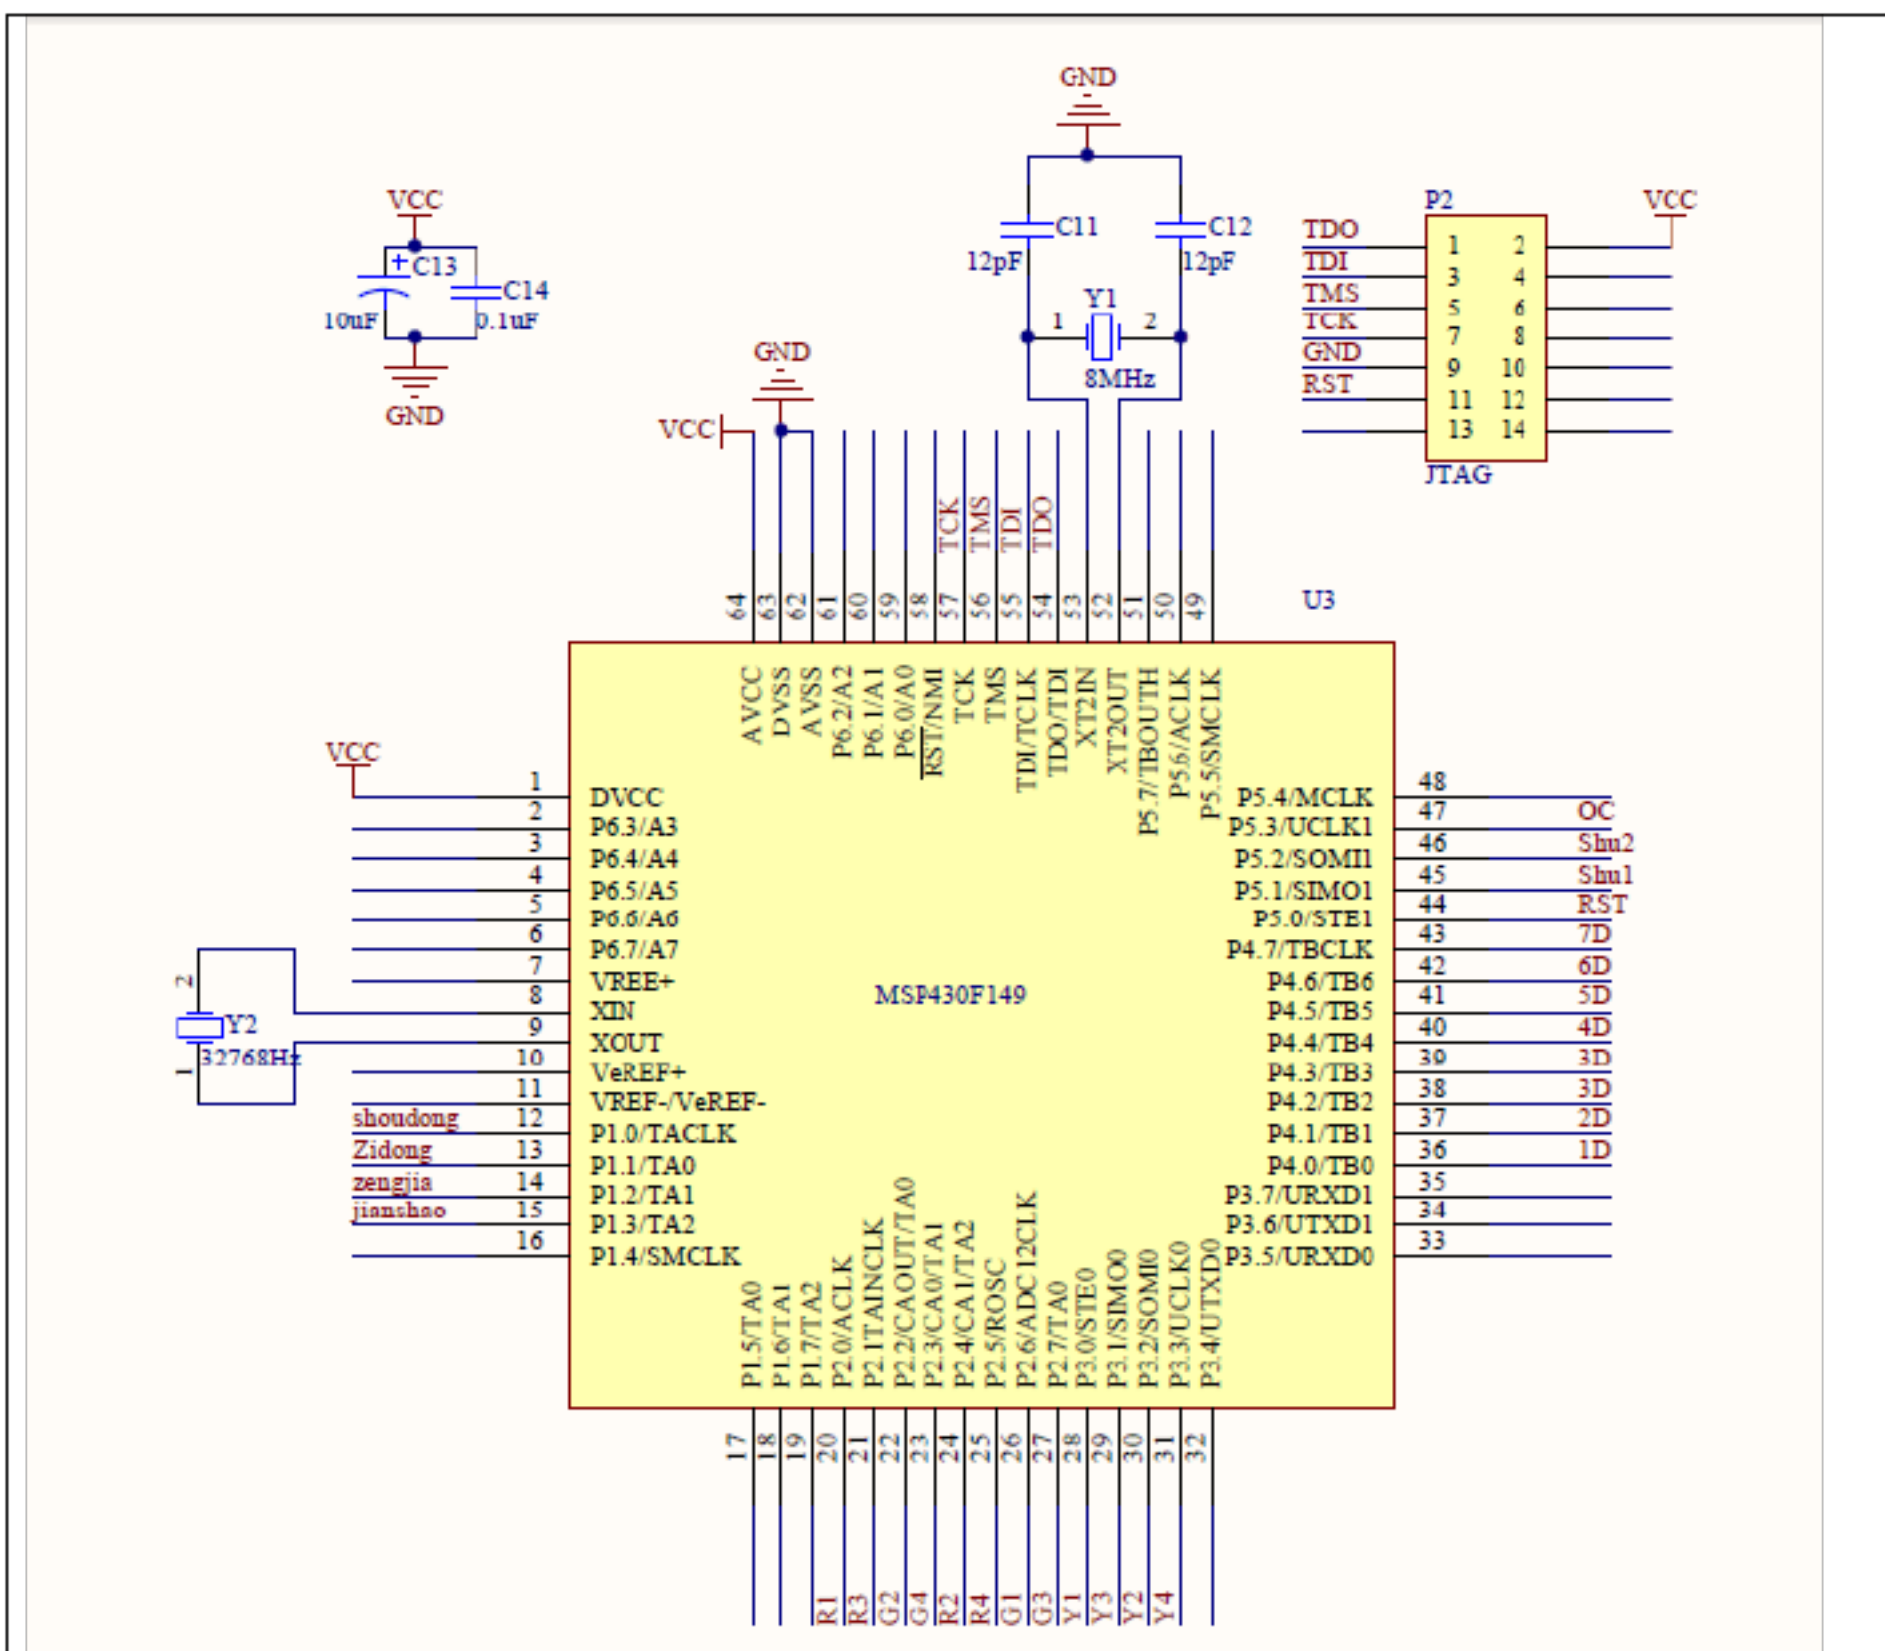 GND
C11
12pF
C12
12pF
1
Y1
2
8MHz
VCC
+
C13
10uF
C14
0.1uF
GND
P2
VCC
TDO
1
2
TDI
3
4
TMS
5
6
TCK
7
8
GND
9
10
RST
11
12
13
14
JTAG
GND
VCC
TCK
TMS
TDI
TDO
64
63
62
61
60
59
58
57
56
55
54
53
52
51
50
49
U3
AVCC
DVSS
AVSS
P6.2/A2
P6.1/A1
P6.0/A0
RST/NMI
TCK
TMS
TDI/TCLK
TDO/TDI
XT2IN
XT2OUT
P5.7/TBOUTH
P5.6/ACLK
P5.5/SMCLK
VCC
1
DVCC
2
P6.3/A3
3
P6.4/A4
4
P6.5/A5
5
P6.6/A6
6
P6.7/A7
7
VREE+
8
XIN
9
XOUT
10
VeREF+
11
VREF-/VeREF-
shoudong
12
P1.0/TACLK
Zidong
13
P1.1/TA0
zengjia
14
P1.2/TA1
jianshao
15
P1.3/TA2
16
P1.4/SMCLK
2
Y2
32768Hz
1
MSP430F149
P5.4/MCLK
48
P5.3/UCLK1
47
OC
P5.2/SOMI1
46
Shu2
P5.1/SIMO1
45
Shu1
P5.0/STE1
44
RST
P4.7/TBCLK
43
7D
P4.6/TB6
42
6D
P4.5/TB5
41
5D
P4.4/TB4
40
4D
P4.3/TB3
39
3D
P4.2/TB2
38
3D
P4.1/TB1
37
2D
P4.0/TB0
36
1D
P3.7/URXD1
35
P3.6/UTXD1
34
P3.5/URXD0
33
P1.5/TA0
P1.6/TA1
P1.7/TA2
P2.0/ACLK
P2.1TAINCLK
P2.2/CAOUT/TA0
P2.3/CA0/TA1
P2.4/CA1/TA2
P2.5/ROSC
P2.6/ADC12CLK
P2.7/TA0
P3.0/STE0
P3.1/SIMO0
P3.2/SOMI0
P3.3/UCLK0
P3.4/UTXD0
17
18
19
20
21
22
23
24
25
26
27
28
29
30
31
32
R1
R3
G2
G4
R2
R4
G1
G3
Y1
Y3
Y2
Y4